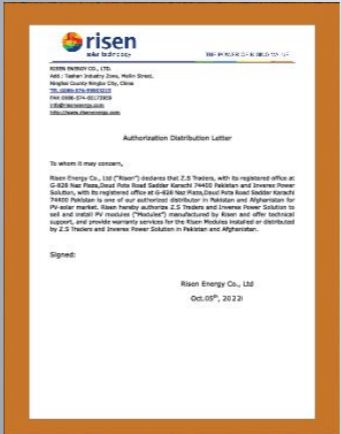 risen
solar technology
RISEN ENERGY CO., LTD.
Add : Tashan Industry Zone, Meilin Street,
Ninghai County Ningbo City, China
FAX:0086-574-65173909
info@risenenergy.com
http://www.risenenergy.com
Authorization Distribution Letter
To whom it may concern,
Risen Energy Co., Ltd ("Risen") declares that Z.S Traders, with its registered office at
G-828 Naz Plaza,Daud Pota Road Sadder Karachi 74400 Pakistan and Inverex Power
Solution, with its registered office at G-828 Naz Plaza,Daud Pota Road Sadder Karachi
74400 Pakistan is one of our authorized distributor in Pakistan and Afghanistan for
PV-solar market. Risen hereby authorize Z.S Traders and Inverex Power Solution to
sell and install PV modules ("Modules") manufactured by Risen and offer technical
support, and provide warranty services for the Risen Modules installed or distributed
by Z.S Traders and Inverex Power Solution in Pakistan and Afghanistan.
Signed:
Risen Energy Co., Ltd
Oct.05th, 2022